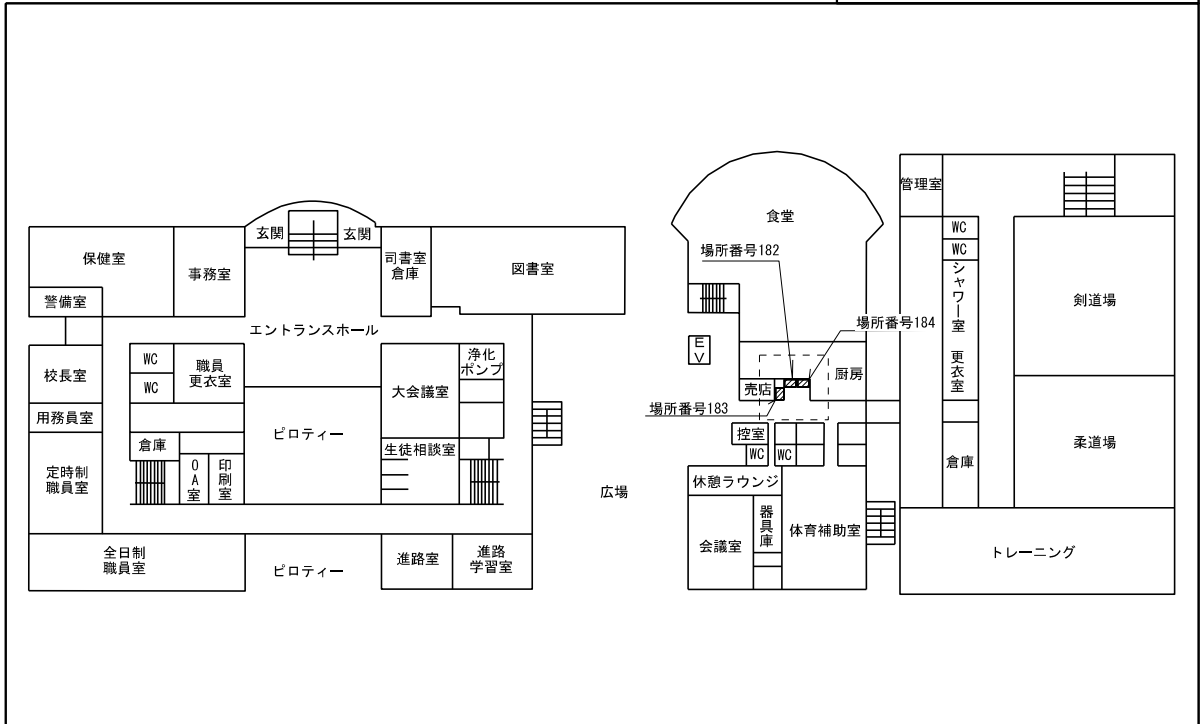 保健室
事務室
玄関
玄関
司書室
倉庫
図書室
警備室
エントランスホール
校長室
WC
WC
職員
更衣室
大会議室
浄化
ポンプ
用務員室
ピロティー
倉庫
OA室
印刷室
生徒相談室
定時制
職員室
全日制
職員室
ピロティー
進路室
進路
学習室
広場
食堂
場所番号182
場所番号184
EV
売店
厨房
場所番号183
控室
WC
WC
休憩ラウンジ
会議室
器具庫
体育補助室
管理室
WC
WC
シャワー室 更衣室
倉庫
剣道場
柔道場
トレーニング